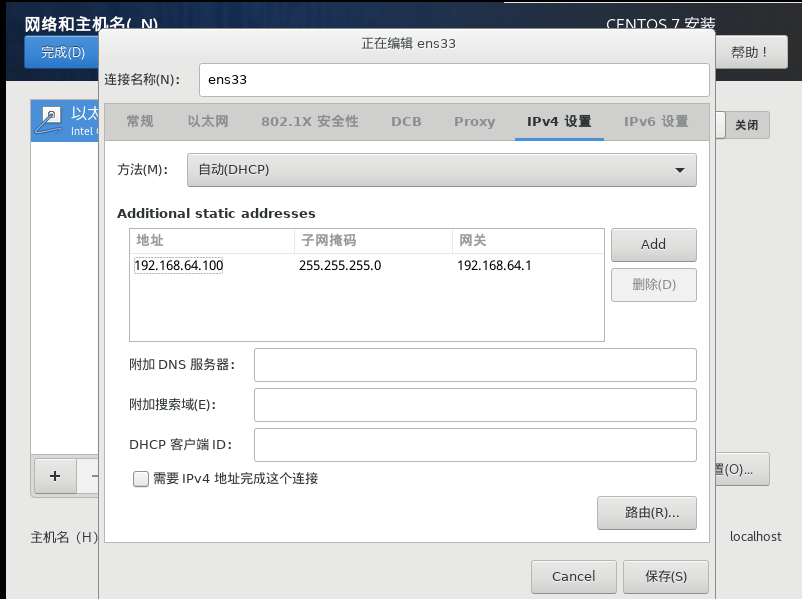 网络和主机名(_N)
CENTOS 7 安装
完成(D)
正在编辑 ens33
帮助！
连接名称(N)：
ens33
以太
Intel
关闭
常规
以太网
802.1X 安全性
DCB
Proxy
IPv4 设置
IPv6 设置
方法(M)：
自动(DHCP)
Additional static addresses
地址
子网掩码
网关
Add
192.168.64.100
255.255.255.0
192.168.64.1
删除(D)
附加 DNS 服务器：
附加搜索域(E)：
DHCP 客户端 ID：
+
−
需要 IPv4 地址完成这个连接
置(O)...
路由(R)...
主机名（H）
localhost
Cancel
保存(S)